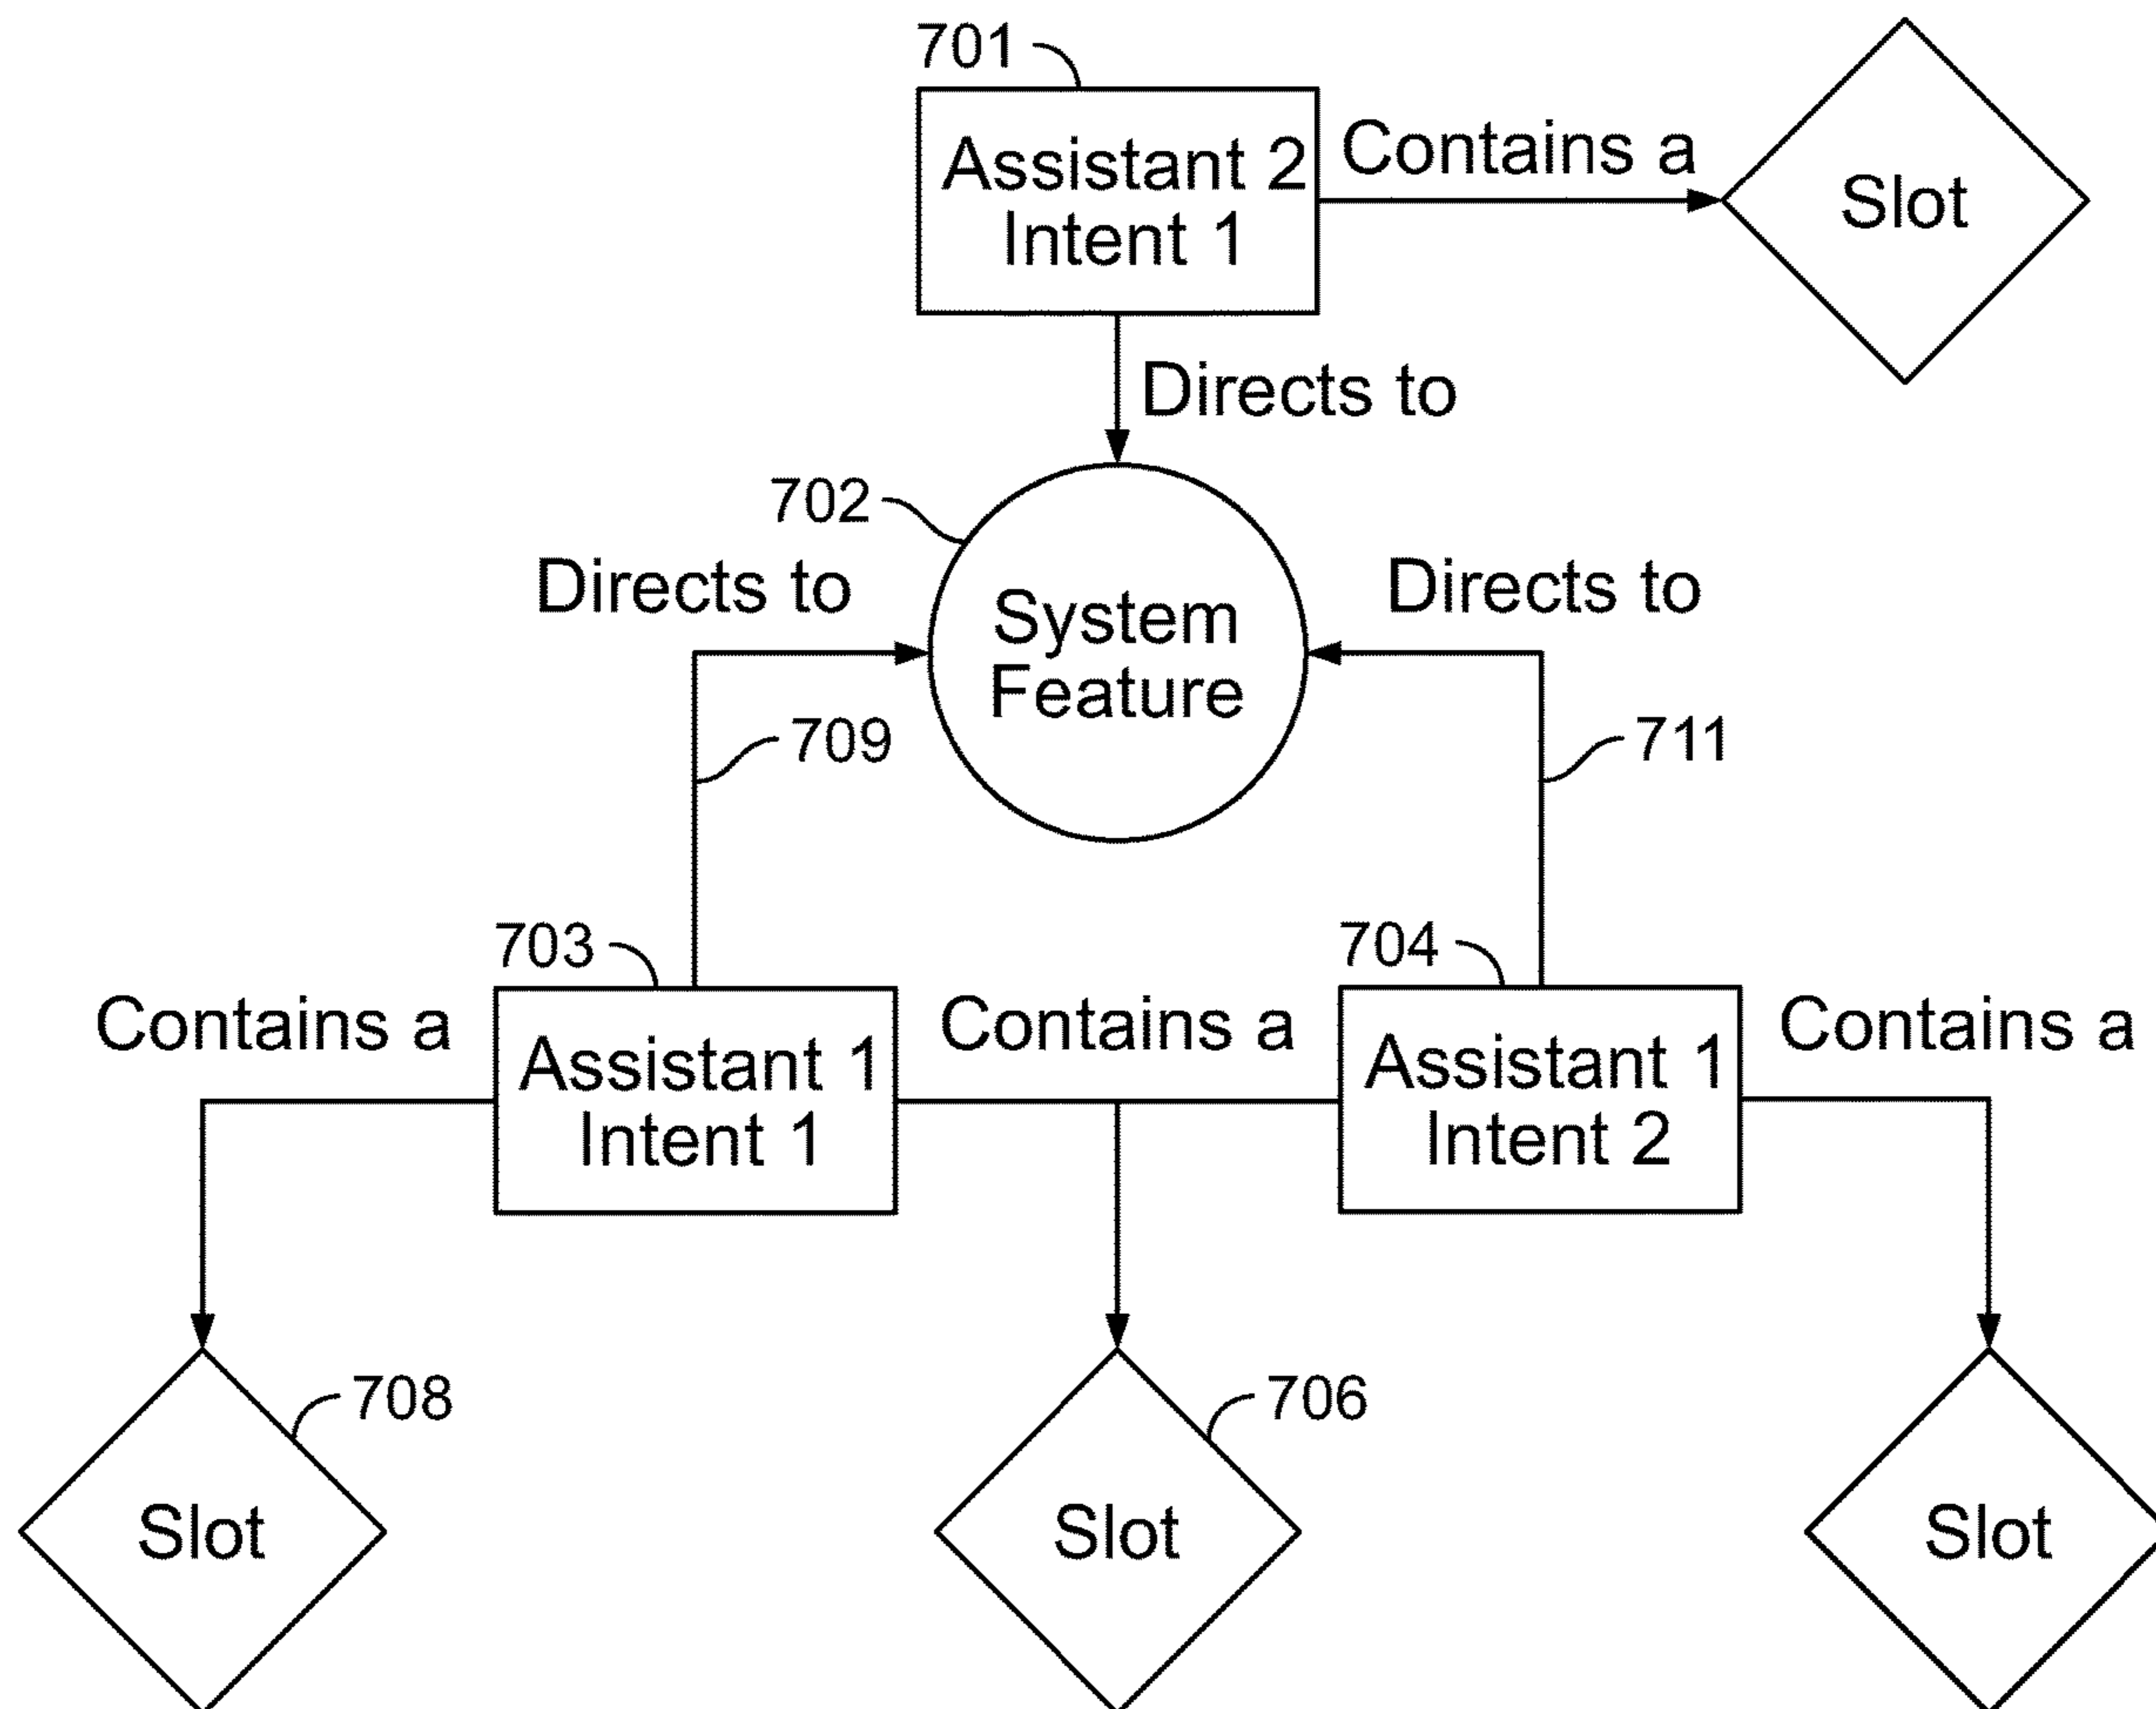 701
Assistant 2
Intent 1
Contains a
Slot
Directs to
702
Directs to
System
Feature
Directs to
709
711
703
704
Contains a
Assistant 1
Intent 1
Contains a
Assistant 1
Intent 2
Contains a
708
Slot
706
Slot
Slot